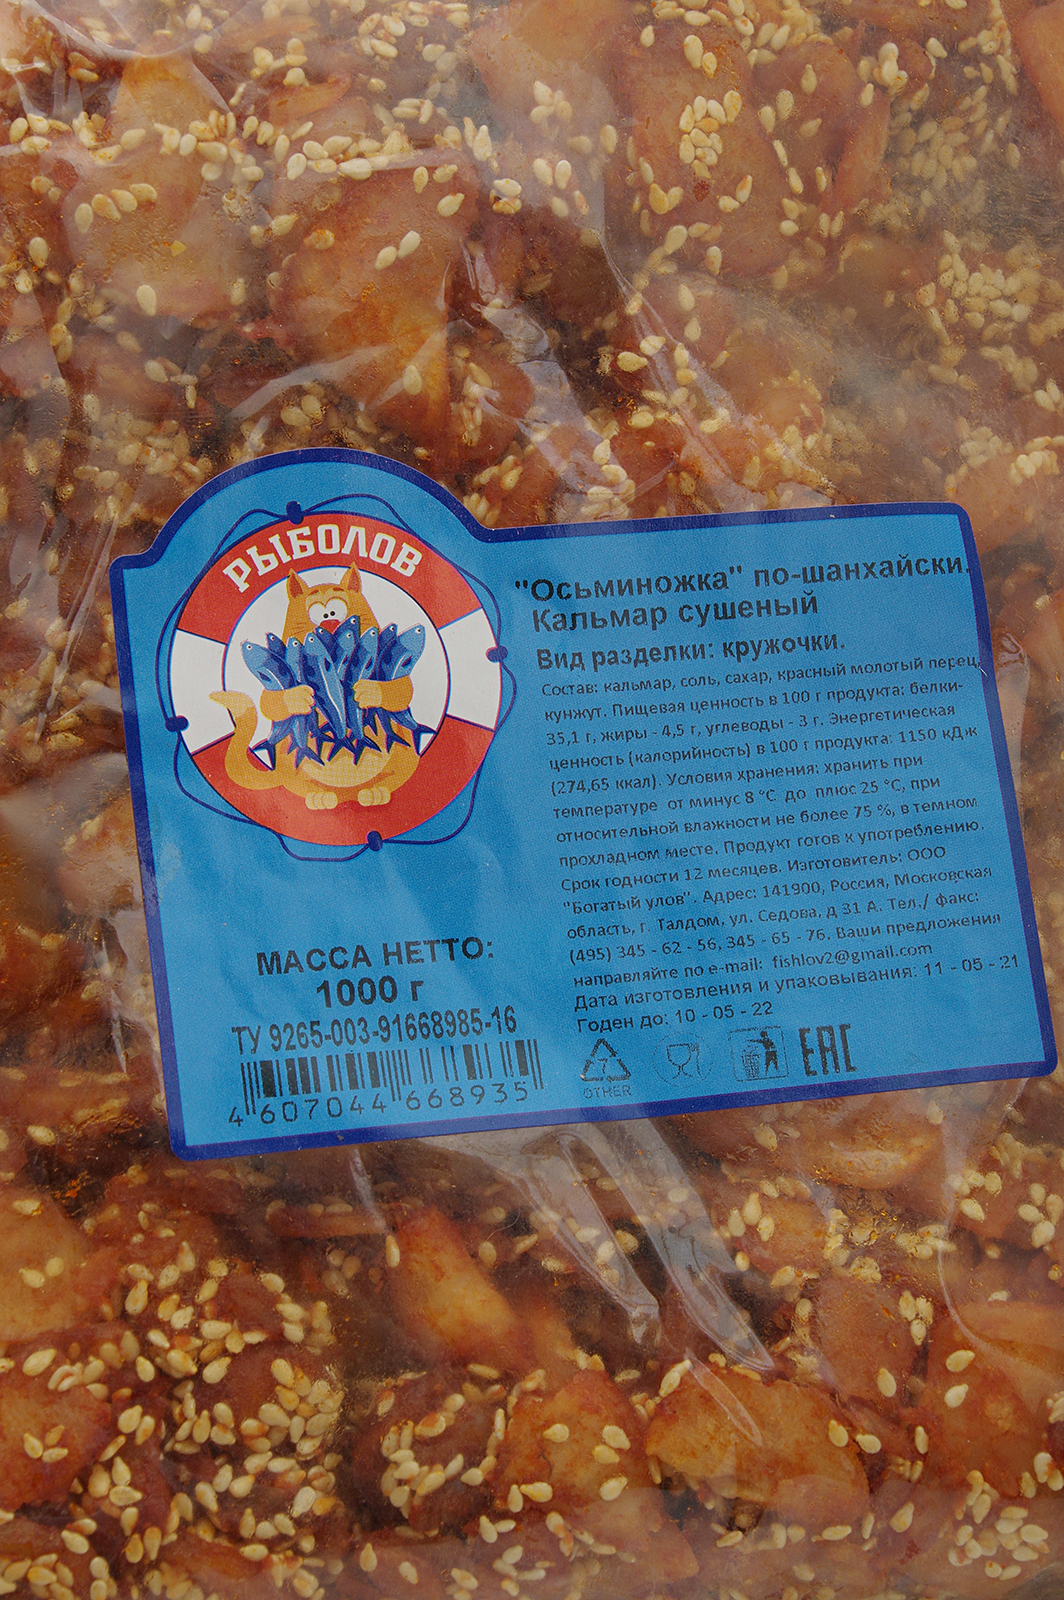 РЫБОЛОВ
"Осьминожка" по-шанхайски.
Кальмар сушеный
Вид разделки: кружочки.
Состав: кальмар, соль, сахар, красный молотый перец,
кунжут. Пищевая ценность в 100 г продукта: белки-
35,1 г, жиры - 4,5 г, углеводы - 3 г. Энергетическая
ценность (калорийность) в 100 г продукта: 1150 кДж
(274,65 ккал). Условия хранения: хранить при
температуре от минус 8 °С до плюс 25 °С, при
относительной влажности не более 75 %, в темном
прохладном месте. Продукт готов к употреблению.
Срок годности 12 месяцев. Изготовитель: ООО
"Богатый улов". Адрес: 141900, Россия, Московская
область, г. Талдом, ул. Седова, д 31 А. Тел./ факс:
(495) 345 - 62 - 56, 345 - 65 - 76. Ваши предложения
направляйте по e-mail: fishlov2@gmail.com
Дата изготовления и упаковывания: 11 - 05 - 21
Годен до: 10 - 05 - 22
МАССА НЕТТО:
1000 г
ТУ 9265-003-91668985-16
4 607044 668935
7
OTHER
EAC